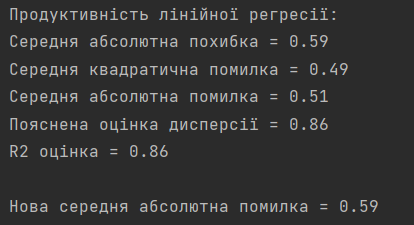 Продуктивність лінійної регресії:
Середня абсолютна похибка = 0.59
Середня квадратична помилка = 0.49
Середня абсолютна помилка = 0.51
Пояснена оцінка дисперсії = 0.86
R2 оцінка = 0.86
Нова середня абсолютна помилка = 0.59